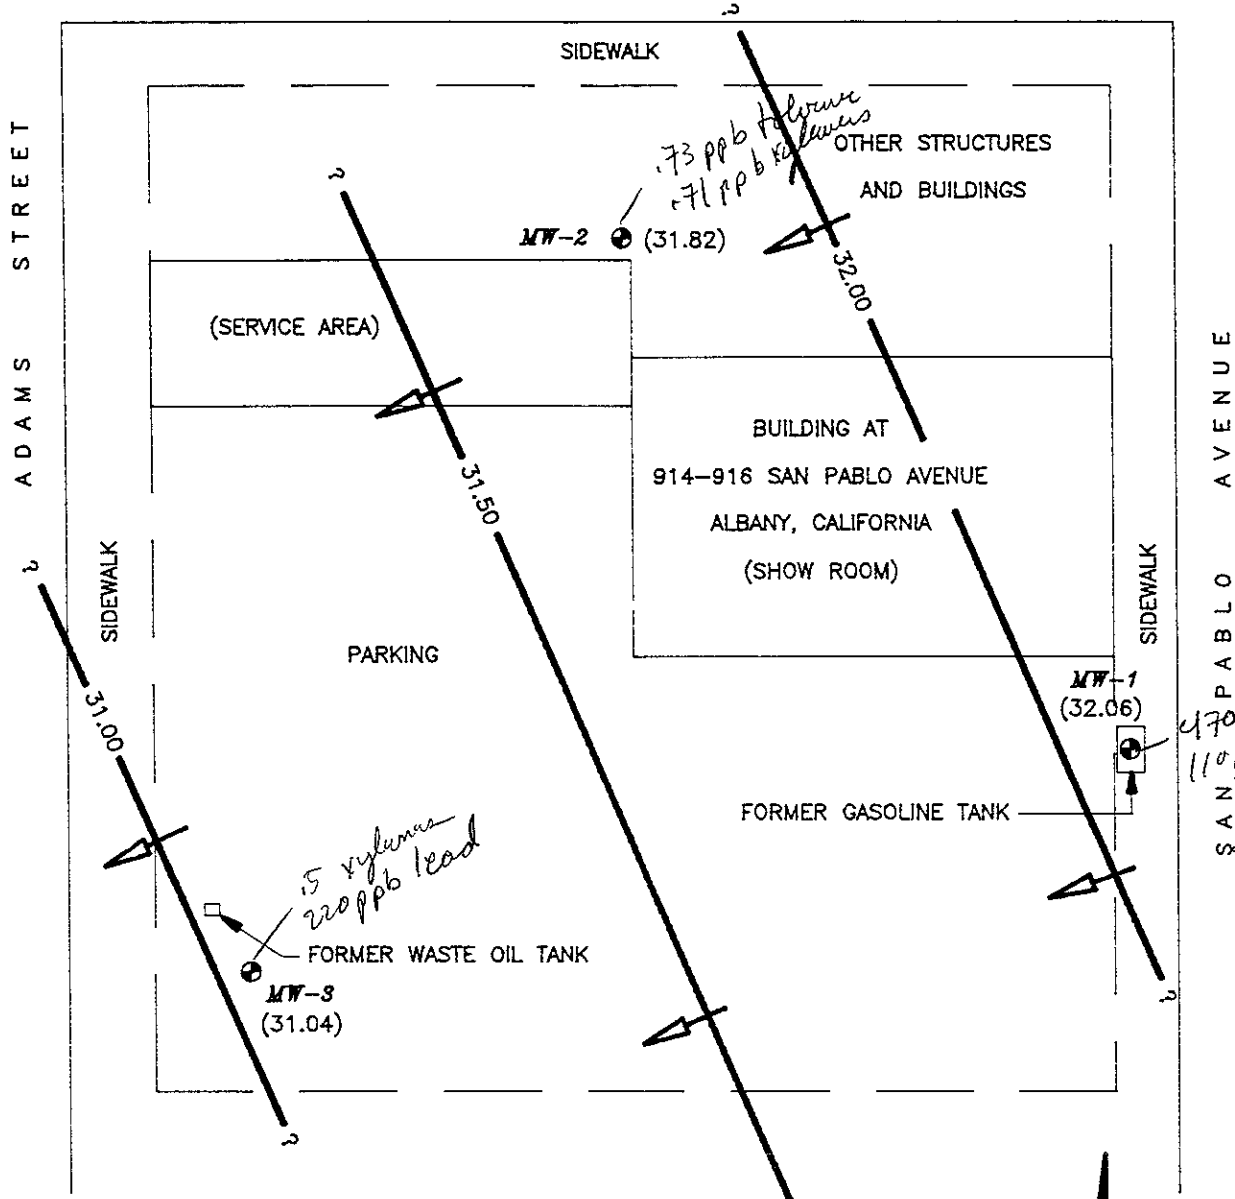 ?
SIDEWALK
.73 ppb toluene
.71 ppb xylenes
OTHER STRUCTURES
AND BUILDINGS
ADAMS STREET
?
MW-2 (31.82)
32.00
(SERVICE AREA)
BUILDING AT
914-916 SAN PABLO AVENUE
ALBANY, CALIFORNIA
(SHOW ROOM)
31.50
SAN PABLO AVENUE
SIDEWALK
SIDEWALK
?
PARKING
MW-1
(32.06)
31.00
FORMER GASOLINE TANK
.5 xylenes
220 ppb lead
FORMER WASTE OIL TANK
MW-3
(31.04)
?
?